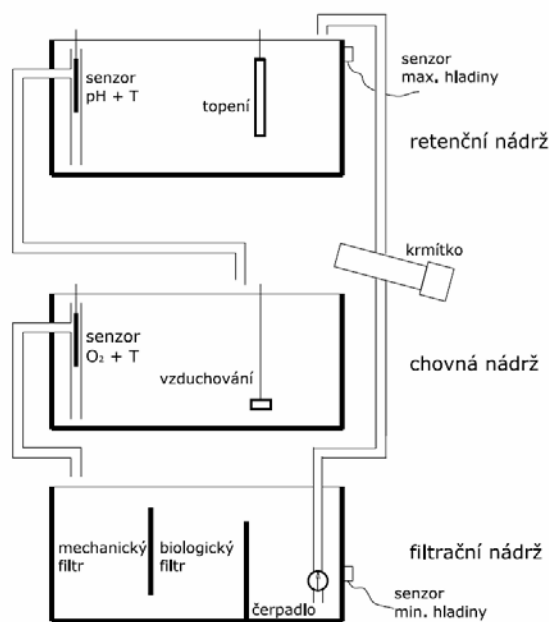 senzor
pH + T
topení
senzor
max. hladiny
retenční nádrž
krmítko
senzor
O₂ + T
vzduchování
chovná nádrž
mechanický
filtr
biologický
filtr
čerpadlo
filtrační nádrž
senzor
min. hladiny